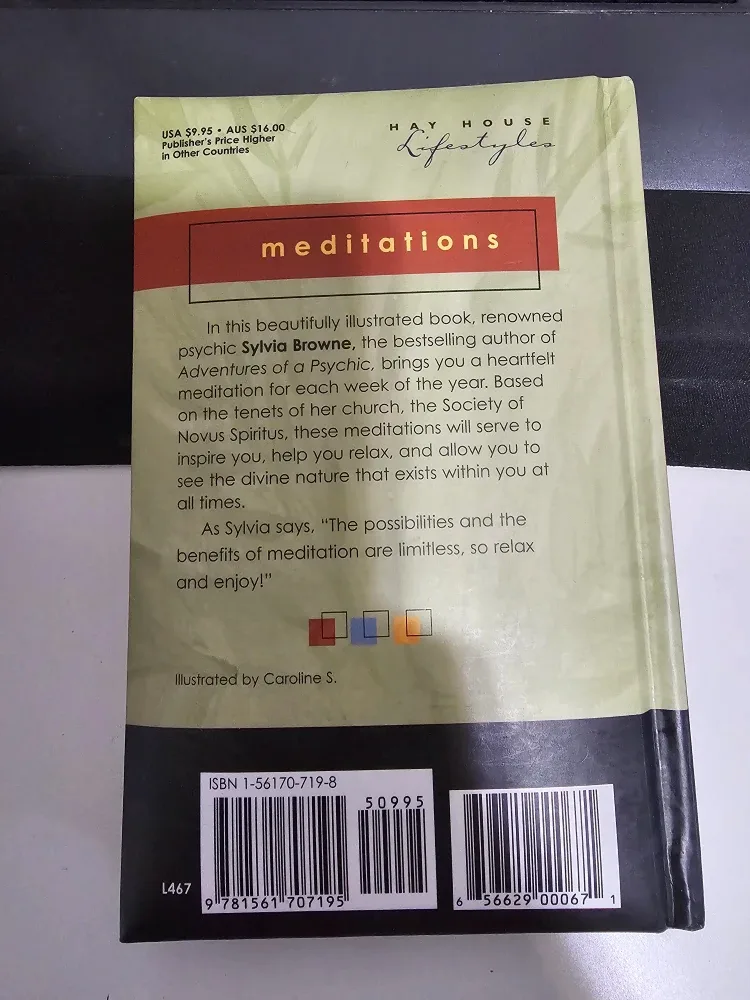 USA $9.95 • AUS $16.00
Publisher's Price Higher
in Other Countries
HAY HOUSE
Lifestyles
meditations
In this beautifully illustrated book, renowned
psychic Sylvia Browne, the bestselling author of
Adventures of a Psychic, brings you a heartfelt
meditation for each week of the year. Based
on the tenets of her church, the Society of
Novus Spiritus, these meditations will serve to
inspire you, help you relax, and allow you to
see the divine nature that exists within you at
all times.
As Sylvia says, “The possibilities and the
benefits of meditation are limitless, so relax
and enjoy!”
Illustrated by Caroline S.
ISBN 1-56170-719-8
50995
L467
9 781561 707195
6 56629 00067 1